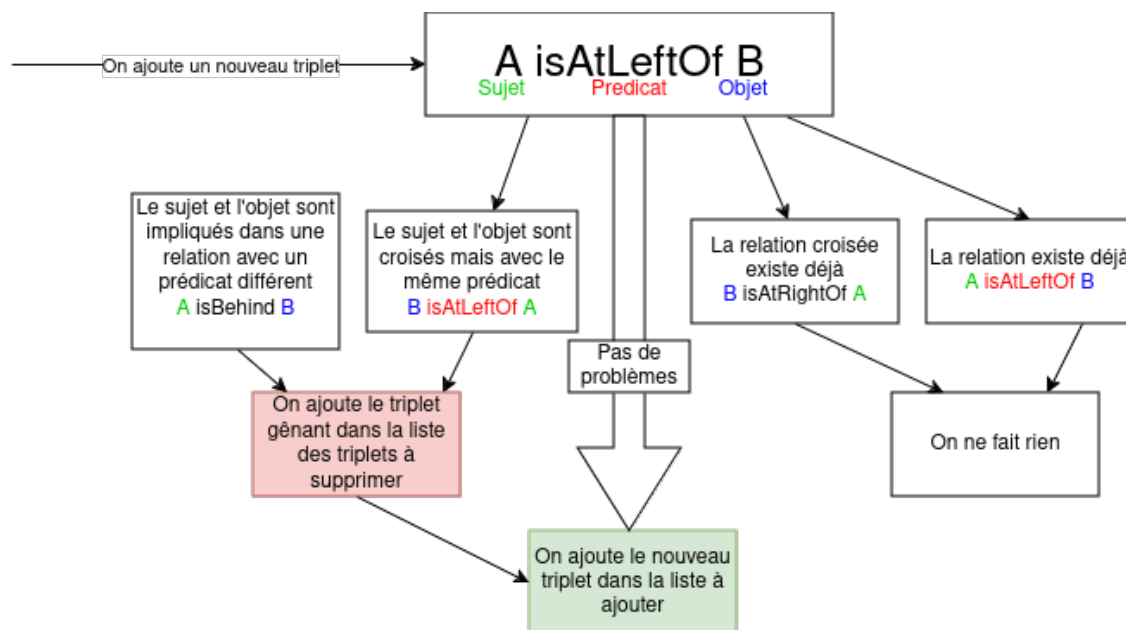 On ajoute un nouveau triplet
A isAtLeftOf B
Sujet Predicat Objet
Le sujet et l'objet sont
impliqués dans une
relation avec un
prédicat différent
A isBehind B
Le sujet et l'objet sont
croisés mais avec le
même prédicat
B isAtLeftOf A
La relation croisée
existe déjà
B isAtRightOf A
La relation existe déjà
A isAtLeftOf B
Pas de
problèmes
On ajoute le triplet
gênant dans la liste
des triplets à
supprimer
On ne fait rien
On ajoute le nouveau
triplet dans la liste à
ajouter